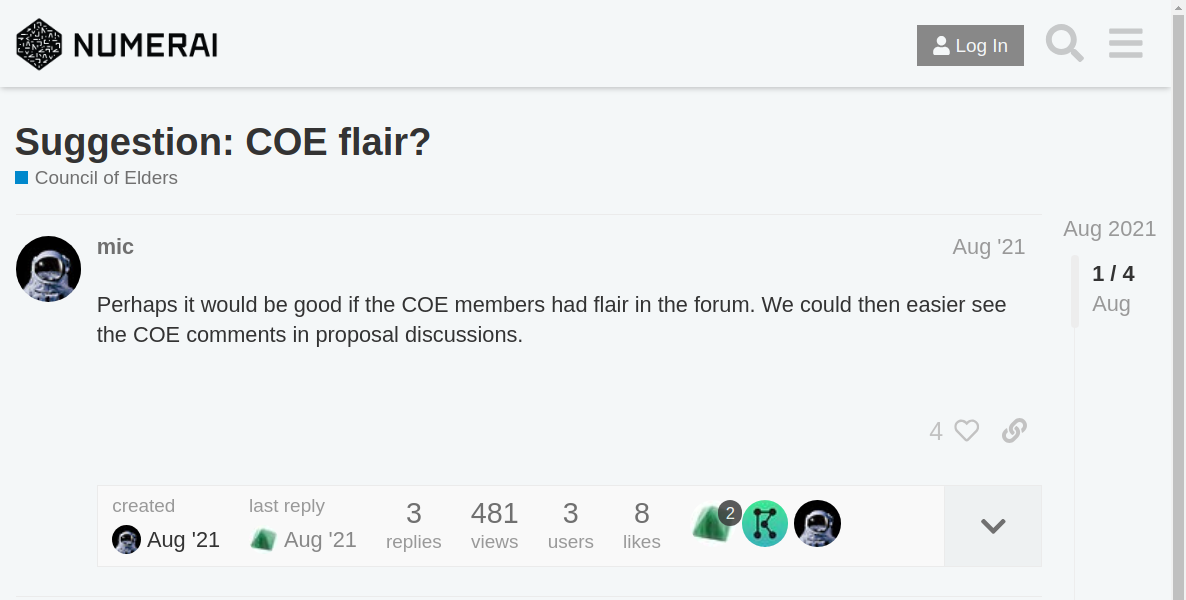 NUMERAI
Log In
Suggestion: COE flair?
Council of Elders
mic
Aug '21
Aug 2021
1 / 4
Aug
Perhaps it would be good if the COE members had flair in the forum. We could then easier see
the COE comments in proposal discussions.
4
created
last reply
3
481
3
8
2
Aug '21
Aug '21
replies
views
users
likes